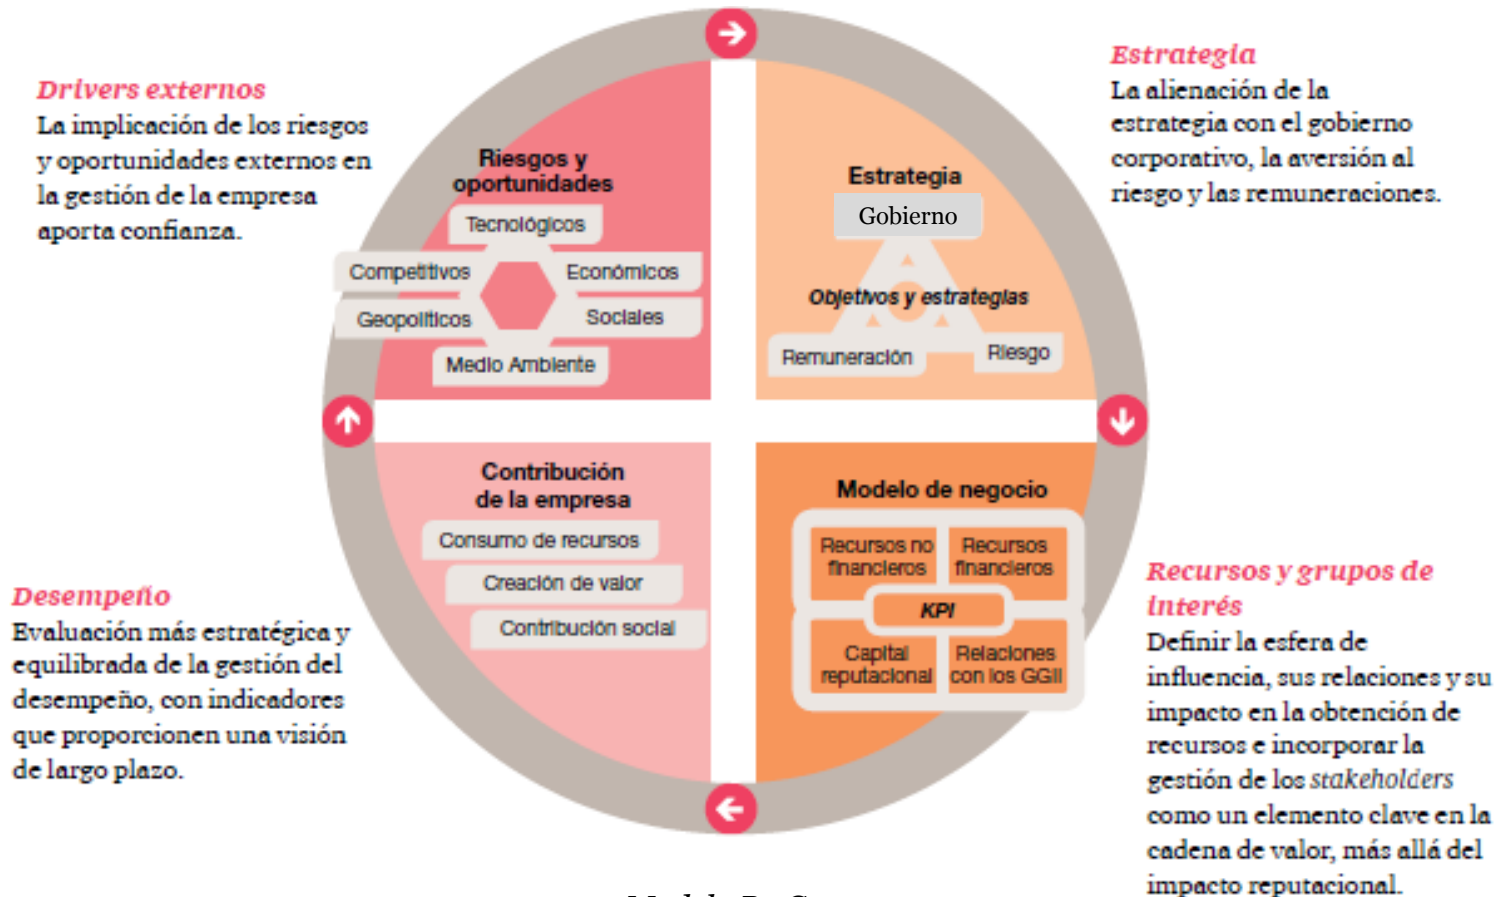 Drivers externos
La implicación de los riesgos
y oportunidades externos en
la gestión de la empresa
aporta confianza.
Estrategia
La alienación de la
estrategia con el gobierno
corporativo, la aversión al
riesgo y las remuneraciones.
Riesgos y
oportunidades
Tecnológicos
Competitivos
Económicos
Geopolíticos
Sociales
Medio Ambiente
Estrategia
Gobierno
Objetivos y estrategias
Remuneración
Riesgo
Contribución
de la empresa
Consumo de recursos
Creación de valor
Contribución social
Modelo de negocio
Recursos no
financieros
Recursos
financieros
KPI
Capital
reputacional
Relaciones
con los GGII
Desempeño
Evaluación más estratégica y
equilibrada de la gestión del
desempeño, con indicadores
que proporcionen una visión
de largo plazo.
Recursos y grupos de
interés
Definir la esfera de
influencia, sus relaciones y su
impacto en la obtención de
recursos e incorporar la
gestión de los stakeholders
como un elemento clave en la
cadena de valor, más allá del
impacto reputacional.